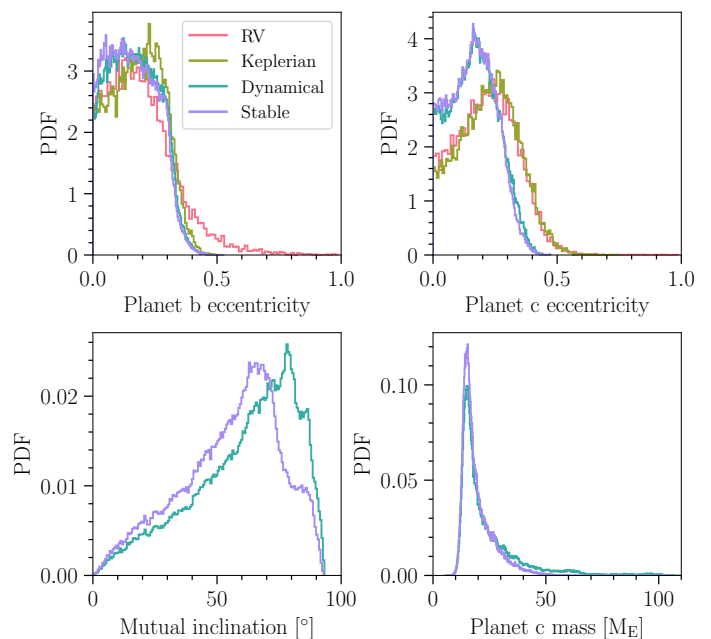 PDF
0
1
2
3
0.0
0.5
1.0
Planet b eccentricity
RV
Keplerian
Dynamical
Stable
PDF
0
1
2
3
4
0.0
0.5
1.0
Planet c eccentricity
PDF
0.00
0.01
0.02
0
50
100
Mutual inclination [°]
PDF
0.00
0.05
0.10
0
50
100
Planet c mass [M_E]